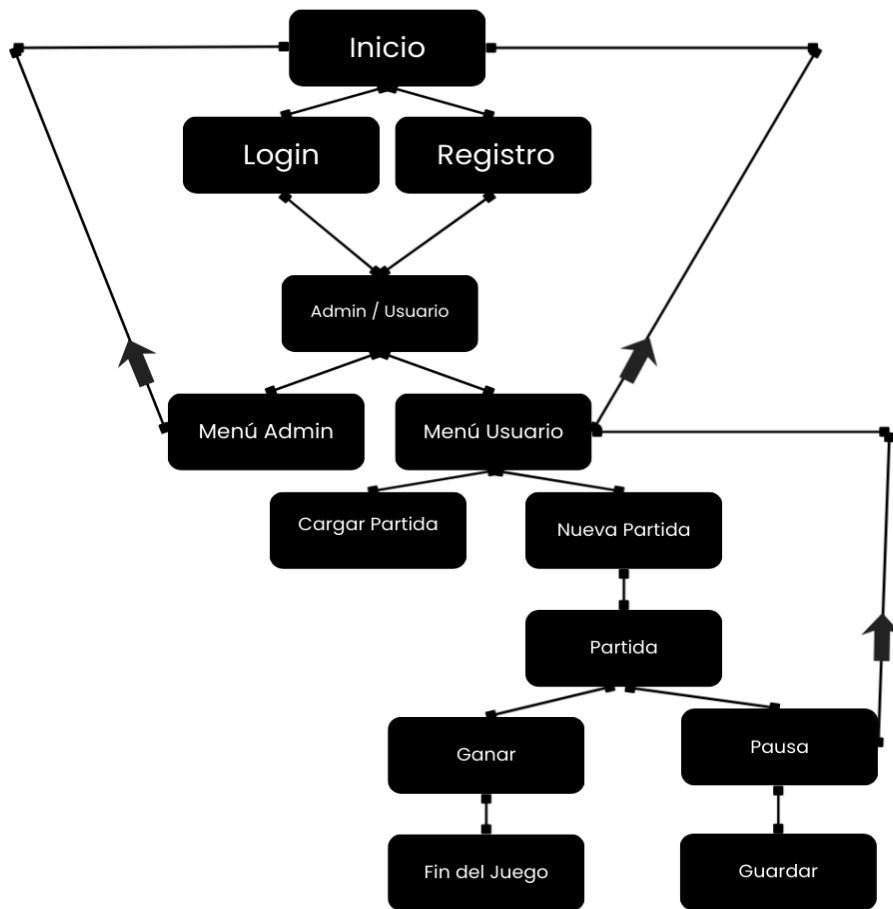 Inicio
Login
Registro
Admin / Usuario
Menú Admin
Menú Usuario
Cargar Partida
Nueva Partida
Partida
Ganar
Pausa
Fin del Juego
Guardar